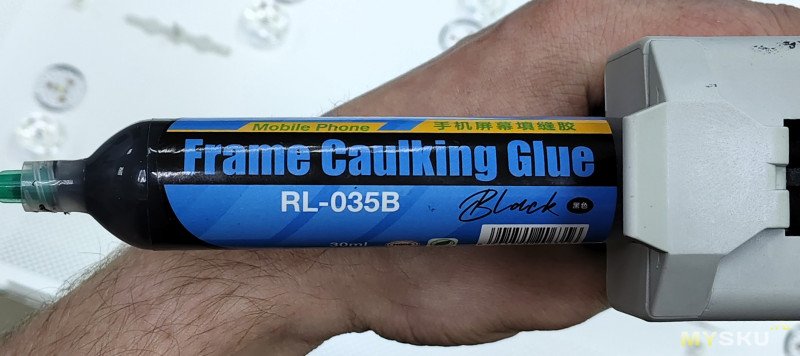 Mobile Phone 手机屏幕填缝胶
Frame Caulking Glue
RL-035B Black 黑色
30ml
MYSKU